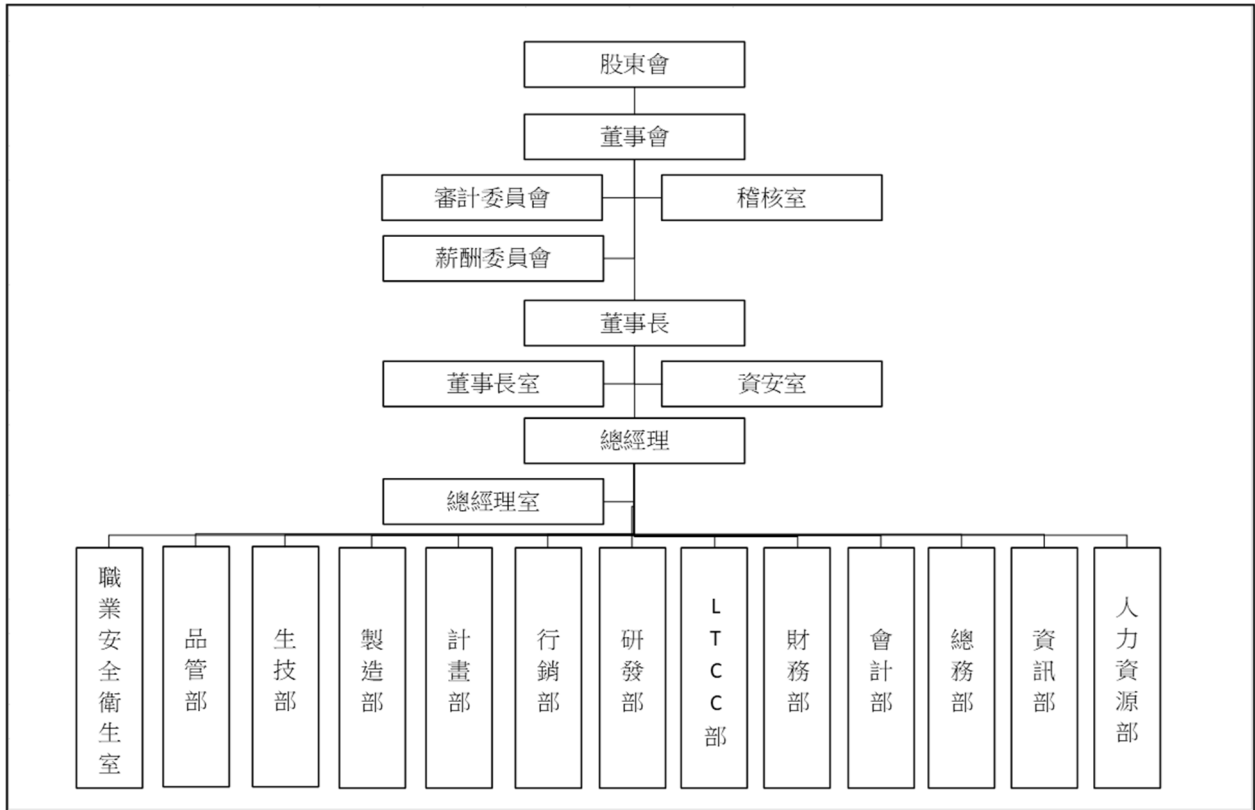 股東會
董事會
審計委員會
稽核室
薪酬委員會
董事長
董事長室
資安室
總經理
總經理室
職業安全衛生室
品管部
生技部
製造部
計畫部
行銷部
研發部
LTCC部
財務部
會計部
總務部
資訊部
人力資源部